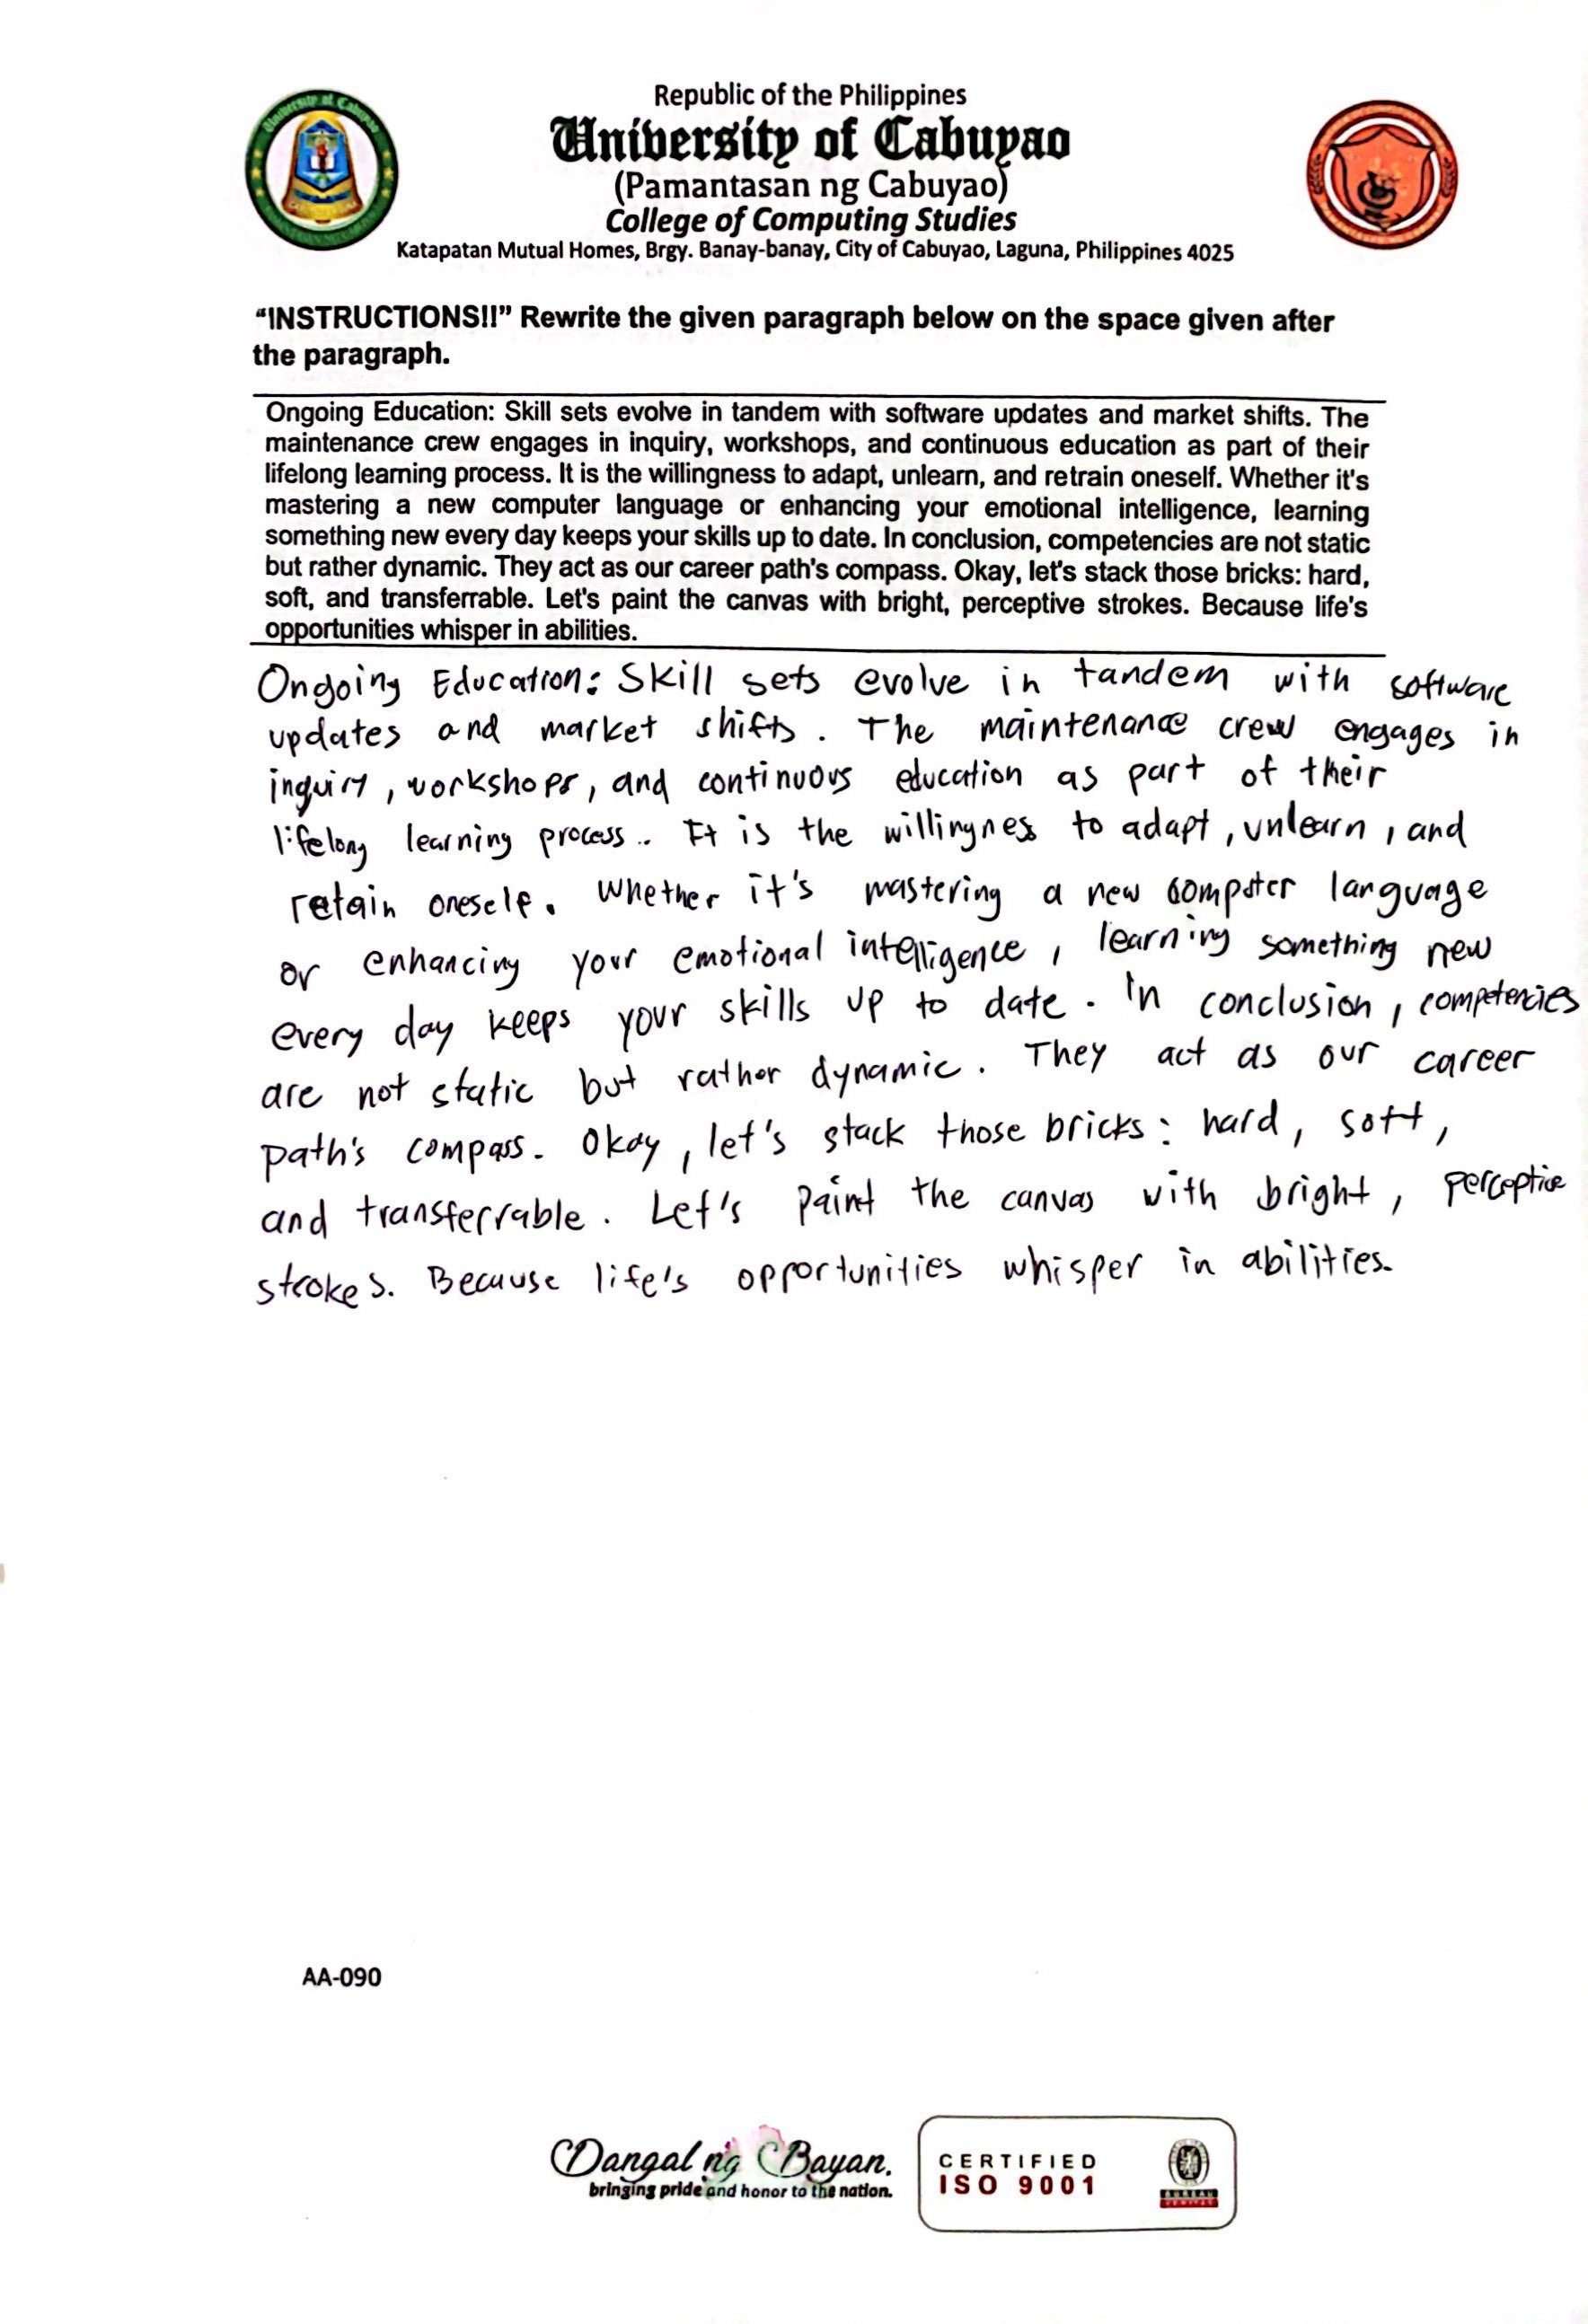 Republic of the Philippines
University of Cabuyao
(Pamantasan ng Cabuyao)
College of Computing Studies
Katapatan Mutual Homes, Brgy. Banay-banay, City of Cabuyao, Laguna, Philippines 4025
“INSTRUCTIONS!!” Rewrite the given paragraph below on the space given after
the paragraph.
Ongoing Education: Skill sets evolve in tandem with software updates and market shifts. The
maintenance crew engages in inquiry, workshops, and continuous education as part of their
lifelong learning process. It is the willingness to adapt, unlearn, and retrain oneself. Whether it's
mastering a new computer language or enhancing your emotional intelligence, learning
something new every day keeps your skills up to date. In conclusion, competencies are not static
but rather dynamic. They act as our career path's compass. Okay, let's stack those bricks: hard,
soft, and transferrable. Let's paint the canvas with bright, perceptive strokes. Because life's
opportunities whisper in abilities.
Ongoing Education: Skill sets evolve in tandem with software
updates and market shifts. The maintenance crew engages in
inquiry, workshops, and continuous education as part of their
lifelong learning process.. It is the willingness to adapt, unlearn, and
retain oneself. Whether it's mastering a new computer language
or enhancing your emotional intelligence, learning something new
every day keeps your skills up to date. In conclusion, competencies
are not static but rather dynamic. They act as our career
path's compass. Okay, let's stack those bricks: hard, soft,
and transferrable. Let's paint the canvas with bright, perceptive
strokes. Because life's opportunities whisper in abilities.
AA-090
Dangal ng Bayan.
bringing pride and honor to the nation.
CERTIFIED
ISO 9001
BUREAU
VERITAS